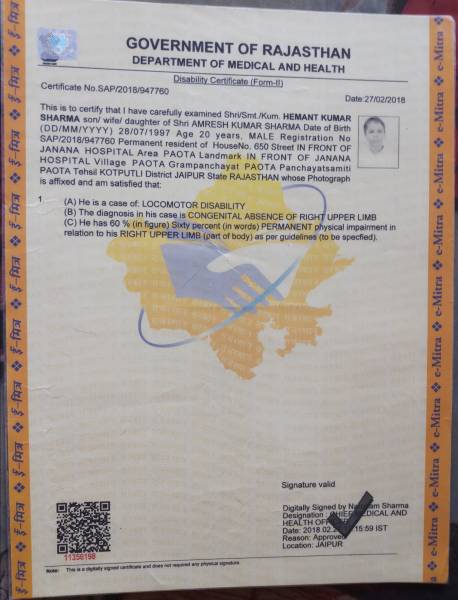 GOVERNMENT OF RAJASTHAN
DEPARTMENT OF MEDICAL AND HEALTH
Disability Certificate (Form-II)
Certificate No.SAP/2018/947760
Date:27/02/2018
This is to certify that I have carefully examined Shri/Smt./Kum. HEMANT KUMAR
SHARMA son/ wife/ daughter of Shri AMRESH KUMAR SHARMA Date of Birth
(DD/MM/YYYY) 28/07/1997 Age 20 years, MALE Registration No
SAP/2018/947760 Permanent resident of HouseNo. 650 Street IN FRONT OF
JANANA HOSPITAL Area PAOTA Landmark IN FRONT OF JANANA
HOSPITAL Village PAOTA Grampanchayat PAOTA Panchayatsamiti
PAOTA Tehsil KOTPUTLI District JAIPUR State RAJASTHAN whose Photograph
is affixed and am satisfied that:
1. (A) He is a case of: LOCOMOTOR DISABILITY
(B) The diagnosis in his case is CONGENITAL ABSENCE OF RIGHT UPPER LIMB
(C) He has 60 % (in figure) Sixty percent (in words) PERMANENT physical impairment in
relation to his RIGHT UPPER LIMB (part of body) as per guidelines (to be specfied).
Signature valid
Digitally Signed by Sharma
Designation : CHIEF MEDICAL AND
HEALTH
Date: 2018.02. 16:59 IST
Reason: Approved
Location: JAIPUR
11356198
Note: This is a digitally signed certificate and does not required any physical signature.
ई-मित्र ❖ ई-मित्र ❖ ई-मित्र ❖ ई-मित्र ❖ ई-मित्र ❖ ई-मित्र ❖ ई-मित्र
e-Mitra ❖ e-Mitra ❖ e-Mitra ❖ e-Mitra ❖ e-Mitra ❖ e-Mitra ❖ e-Mitra